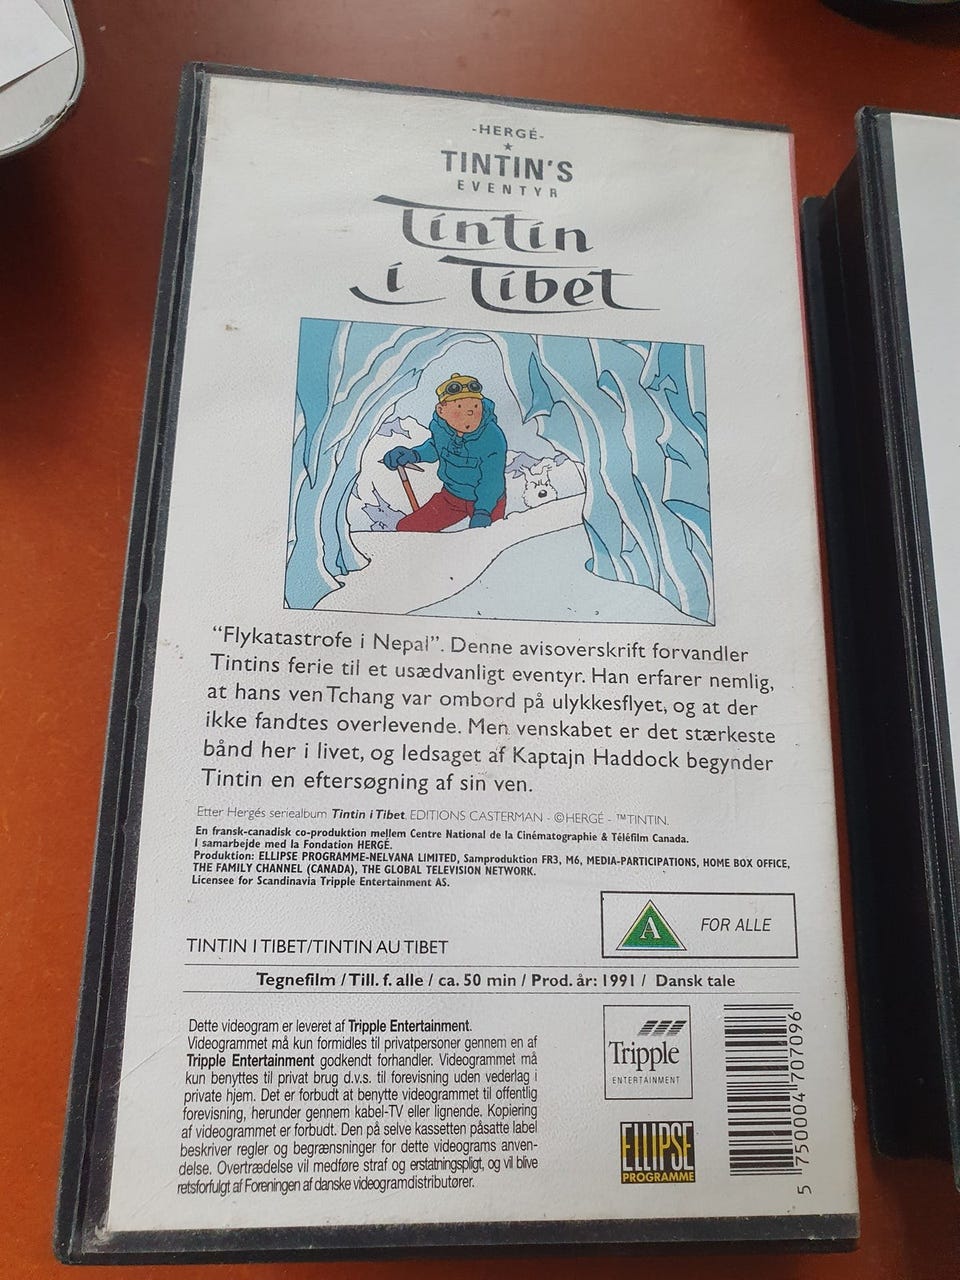 -HERGÉ-
TINTIN'S
EVENTYR
Tintin
i Tibet
"Flykatastrofe i Nepal". Denne avisoverskrift forvandler
Tintins ferie til et usædvanligt eventyr. Han erfarer nemlig,
at hans ven Tchang var ombord på ulykkesflyet, og at der
ikke fandtes overlevende. Men venskabet er det stærkeste
bånd her i livet, og ledsaget af Kaptajn Haddock begynder
Tintin en eftersøgning af sin ven.
Efter Hergés seriealbum Tintin i Tibet. EDITIONS CASTERMAN - © HERGÉ - ™TINTIN.
En fransk-canadisk co-produktion mellem Centre National de la Cinématographie & Téléfilm Canada.
I samarbejde med la Fondation HERGÉ.
Produktion: ELLIPSE PROGRAMME-NELVANA LIMITED, Samproduktion FR3, M6, MEDIA-PARTICIPATIONS, HOME BOX OFFICE,
THE FAMILY CHANNEL (CANADA), THE GLOBAL TELEVISION NETWORK.
Licensee for Scandinavia Tripple Entertainment AS.
A FOR ALLE
TINTIN I TIBET/TINTIN AU TIBET
Tegnefilm / Till. f. alle / ca. 50 min / Prod. år: 1991 / Dansk tale
Dette videogram er leveret af Tripple Entertainment.
Videogrammet må kun formidles til privatpersoner gennem en af
Tripple Entertainment godkendt forhandler. Videogrammet må
kun benyttes til privat brug d.v.s. til forevisning uden vederlag i
private hjem. Det er forbudt at benytte videogrammet til offentlig
forevisning, herunder gennem kabel-TV eller lignende. Kopiering
af videogrammet er forbudt. Den på selve kassetten påsatte label
beskriver regler og begrænsninger for dette videograms anven-
delse. Overtrædelse vil medføre straf og erstatningspligt, og vil blive
retsforfulgt af Foreningen af danske videogramdistributører.
Tripple
ENTERTAINMENT
ELLIPSE
PROGRAMME
5 750004 707096